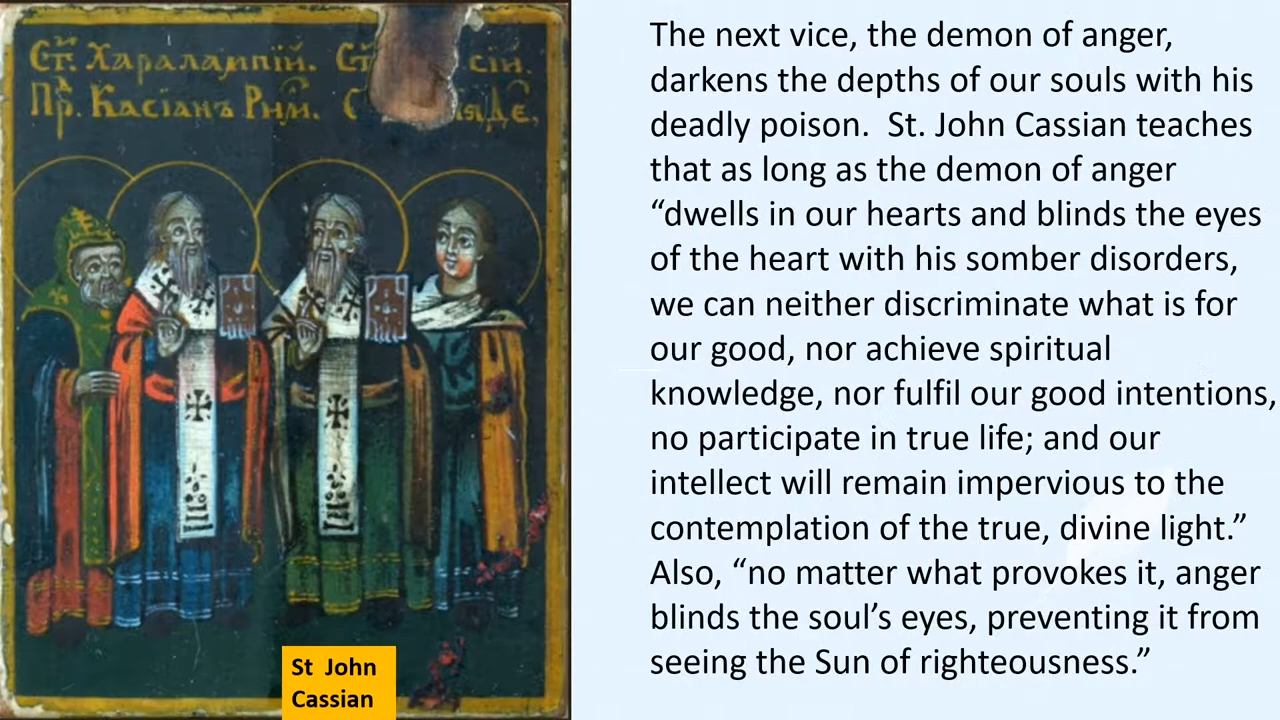 Ст҃. Харалампій. Ст҃ сій.
Пр. Касіанъ Рим. С
St John
Cassian
The next vice, the demon of anger,
darkens the depths of our souls with his
deadly poison. St. John Cassian teaches
that as long as the demon of anger
“dwells in our hearts and blinds the eyes
of the heart with his somber disorders,
we can neither discriminate what is for
our good, nor achieve spiritual
knowledge, nor fulfil our good intentions,
no participate in true life; and our
intellect will remain impervious to the
contemplation of the true, divine light.”
Also, “no matter what provokes it, anger
blinds the soul’s eyes, preventing it from
seeing the Sun of righteousness.”